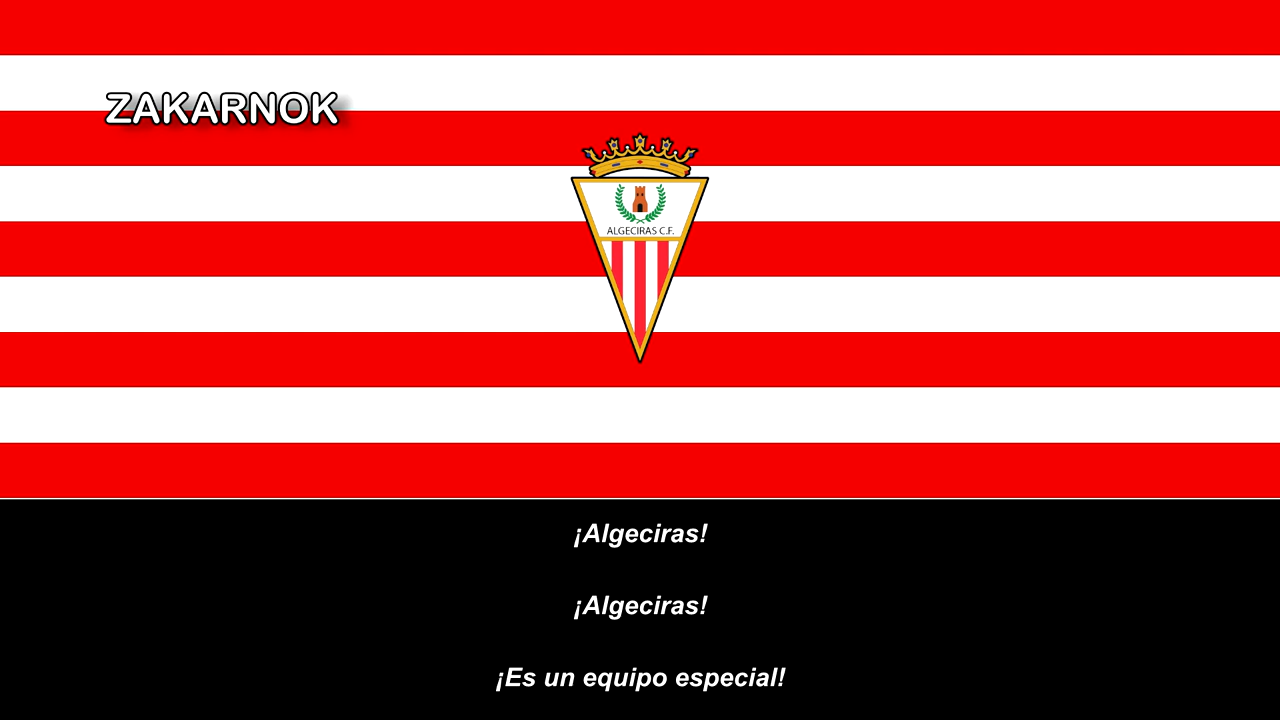 ZAKARNOK
ALGECIRAS C.F.
¡Algeciras!
¡Algeciras!
¡Es un equipo especial!